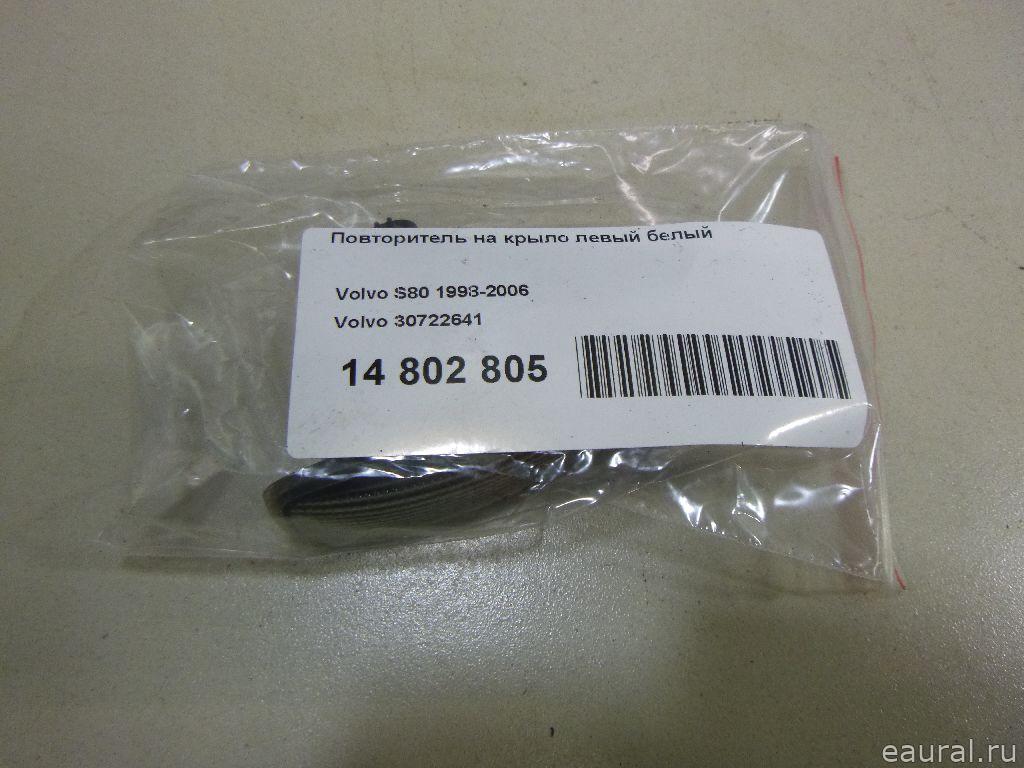 Повторитель на крыло левый белый
Volvo S80 1998-2006
Volvo 30722641
14 802 805
eaural.ru